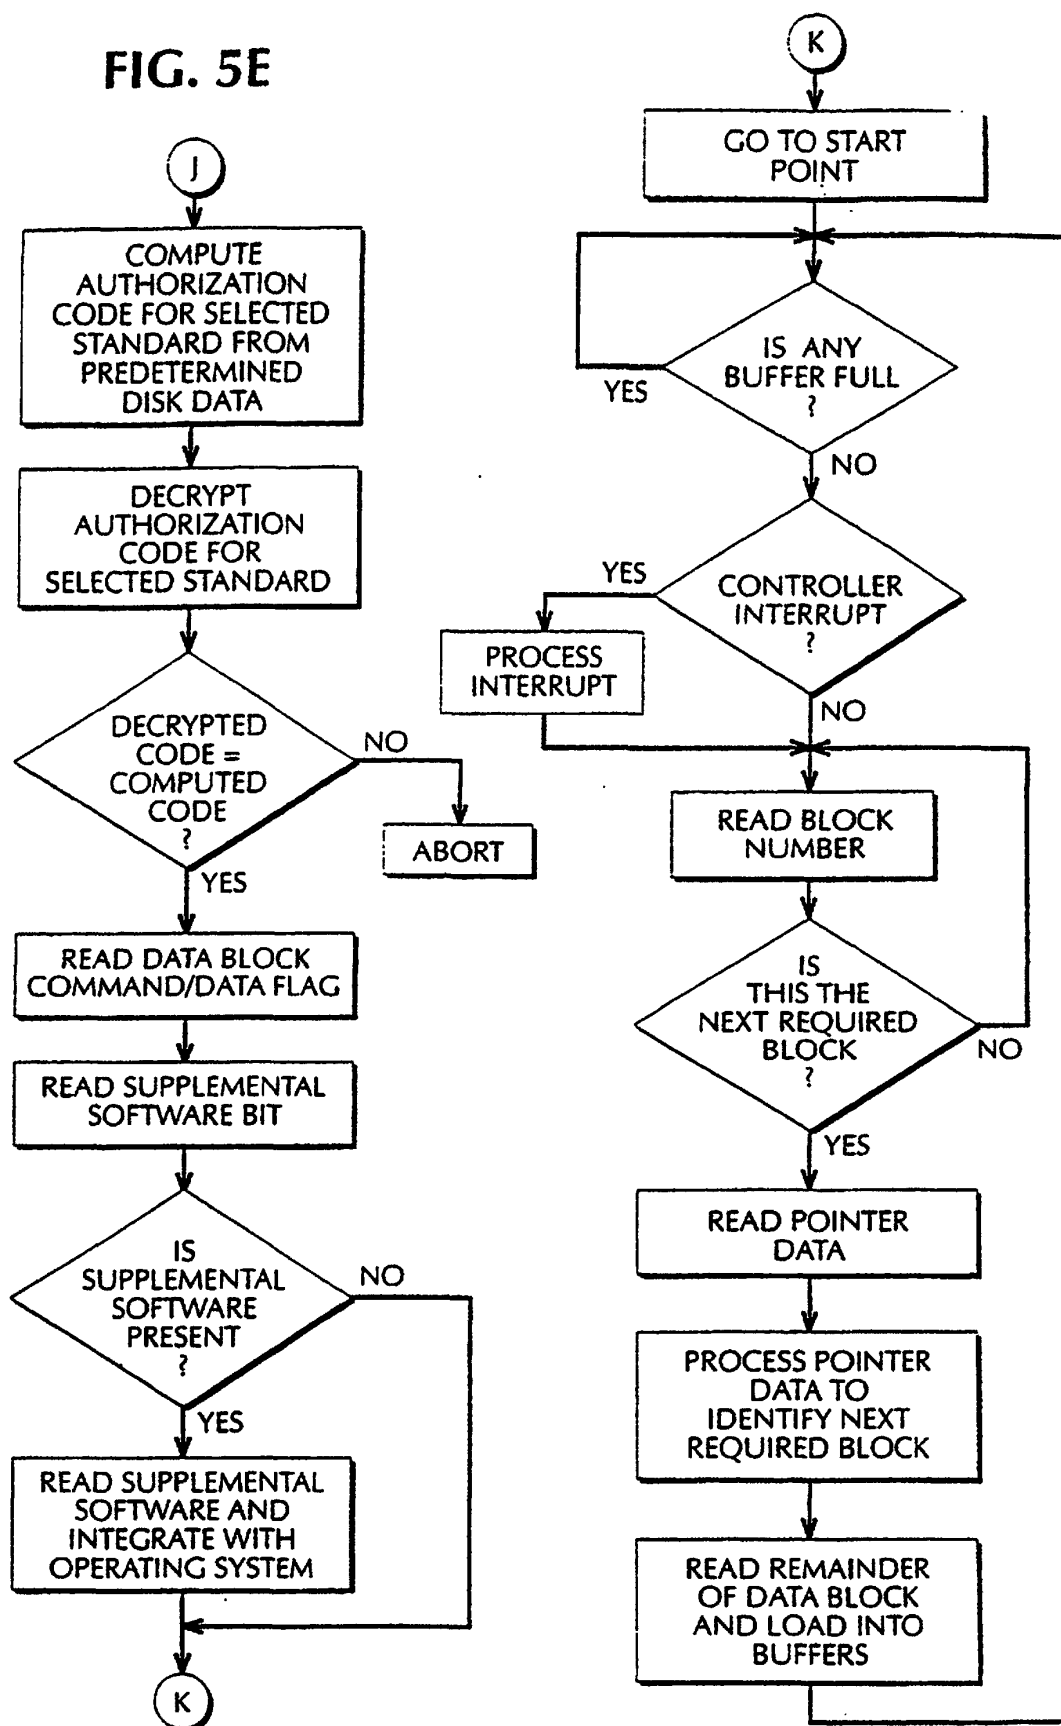 FIG. 5E
J
COMPUTE
AUTHORIZATION
CODE FOR SELECTED
STANDARD FROM
PREDETERMINED
DISK DATA
DECRYPT
AUTHORIZATION
CODE FOR
SELECTED STANDARD
DECRYPTED
CODE =
COMPUTED
CODE
?
NO
ABORT
YES
READ DATA BLOCK
COMMAND/DATA FLAG
READ SUPPLEMENTAL
SOFTWARE BIT
IS
SUPPLEMENTAL
SOFTWARE
PRESENT
?
NO
YES
READ SUPPLEMENTAL
SOFTWARE AND
INTEGRATE WITH
OPERATING SYSTEM
K
K
GO TO START
POINT
IS ANY
BUFFER FULL
?
YES
NO
CONTROLLER
INTERRUPT
?
YES
PROCESS
INTERRUPT
NO
READ BLOCK
NUMBER
IS
THIS THE
NEXT REQUIRED
BLOCK
?
NO
YES
READ POINTER
DATA
PROCESS POINTER
DATA TO
IDENTIFY NEXT
REQUIRED BLOCK
READ REMAINDER
OF DATA BLOCK
AND LOAD INTO
BUFFERS